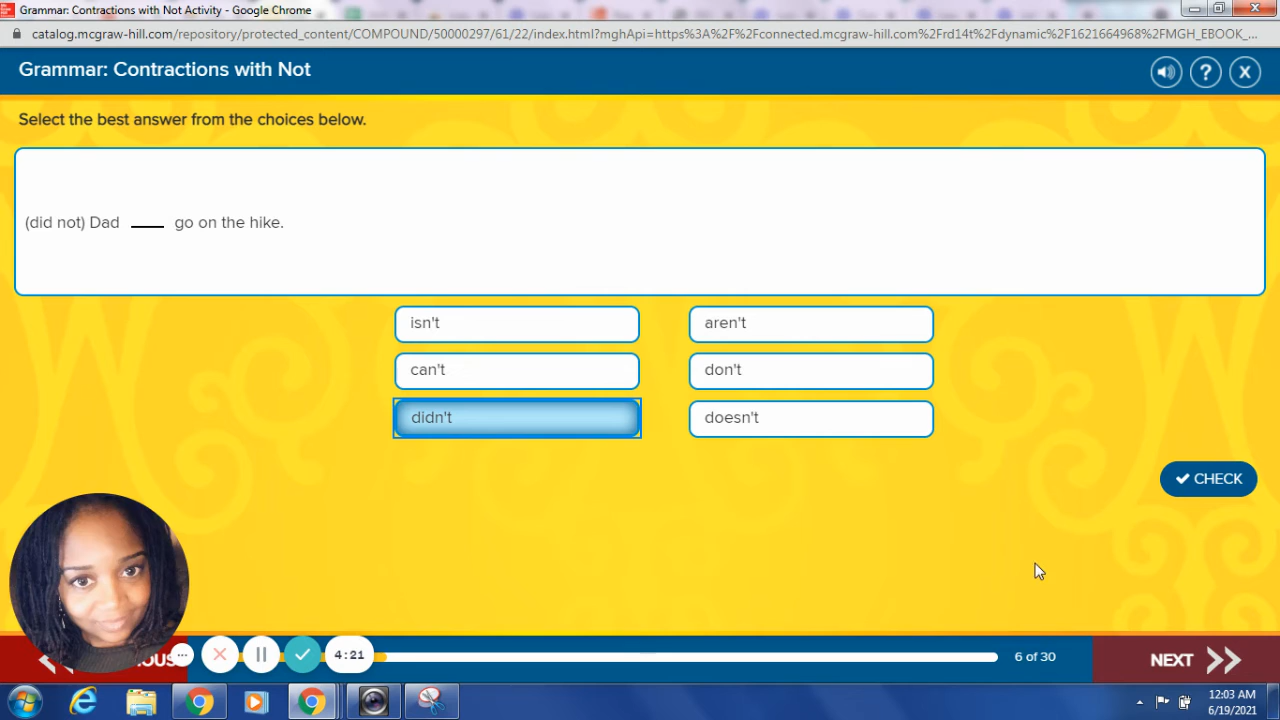 Grammar: Contractions with Not Activity - Google Chrome
catalog.mcgraw-hill.com/repository/protected_content/COMPOUND/50000297/61/22/index.html?mghApi=https%3A%2F%2Fconnected.mcgraw-hill.com%2Frd14t%2Fdynamic%2F1621664968%2FMGH_EBOOK_...
Grammar: Contractions with Not
?
X
Select the best answer from the choices below.
(did not) Dad ____ go on the hike.
isn't
aren't
can't
don't
didn't
doesn't
CHECK
4:21
6 of 30
NEXT
12:03 AM
6/19/2021